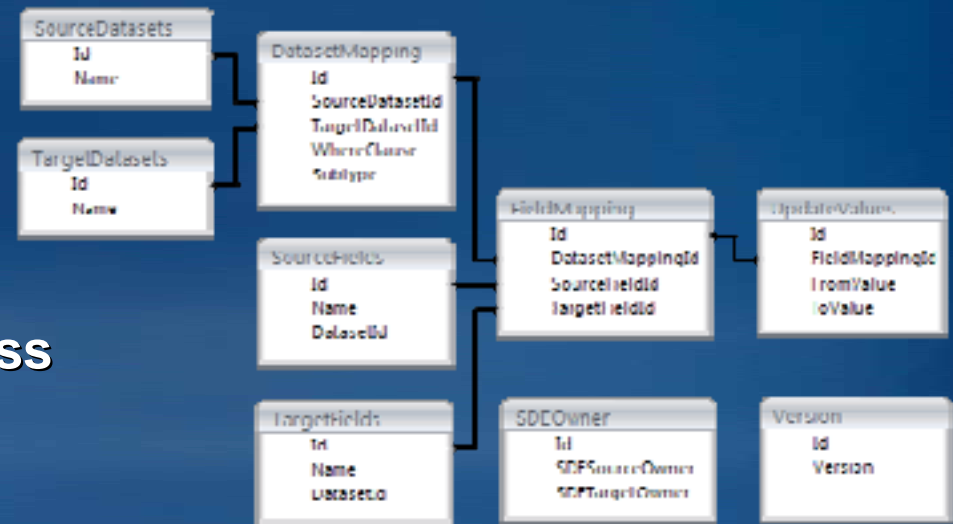 SourceDatasets
Id
Name
TargetDatasets
Id
Name
DatasetMapping
Id
SourceDatasetId
TargetDatasetId
WhereClause
Subtype
SourceFields
Id
Name
DatasetId
TargetFields
Id
Name
DatasetId
FieldMapping
Id
DatasetMappingId
SourceFieldId
TargetFieldId
UpdateValues
Id
FieldMappingId
FromValue
ToValue
SDEOwner
Id
SDESourceOwner
SDETargetOwner
Version
Id
Version
ss